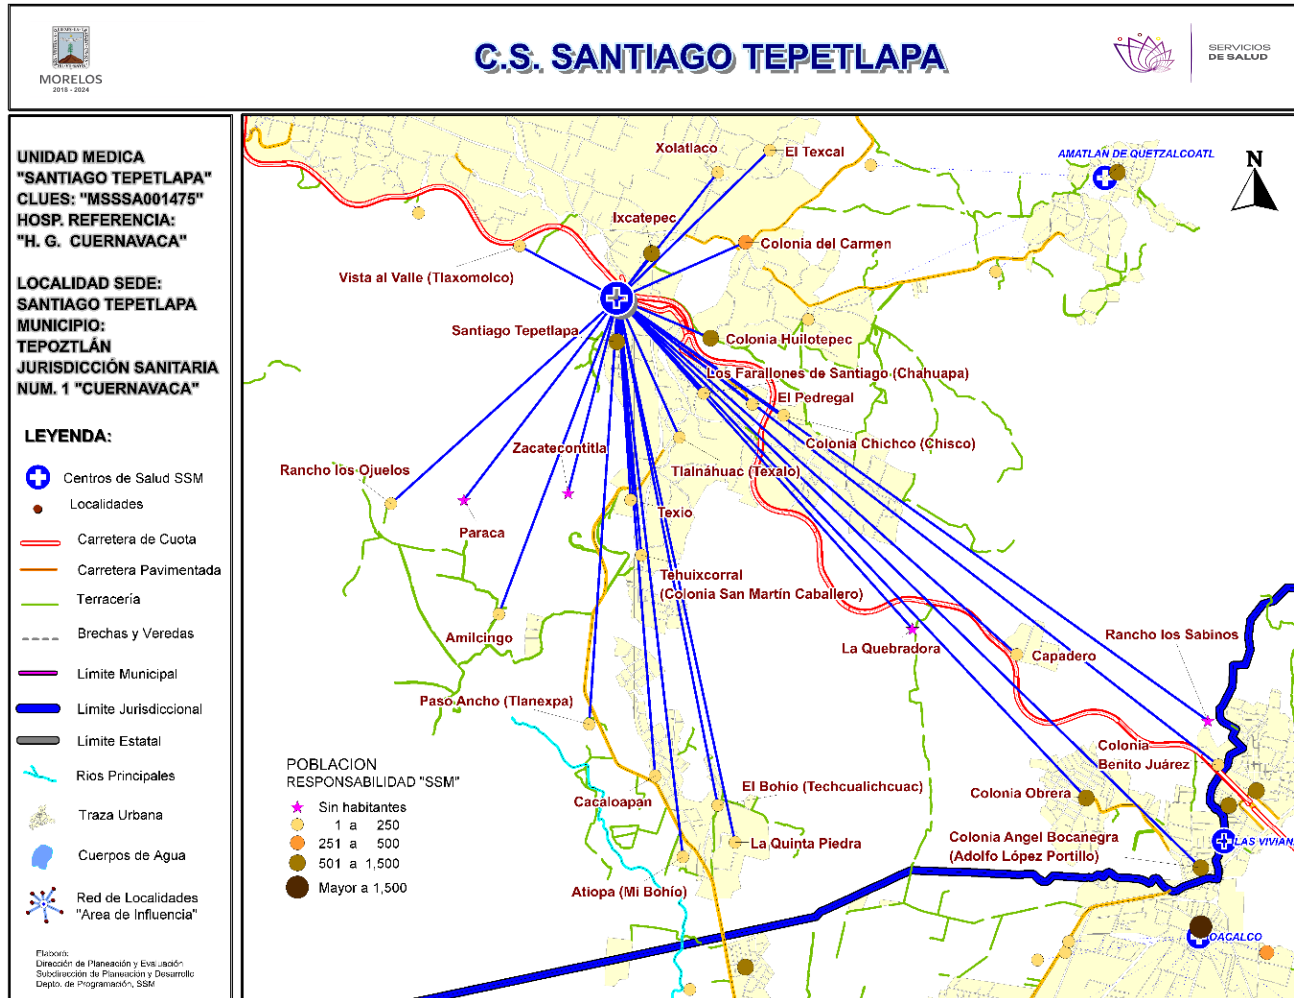 MORELOS
2018 - 2024
C.S. SANTIAGO TEPETLAPA
SERVICIOS
DE SALUD
UNIDAD MEDICA
"SANTIAGO TEPETLAPA"
CLUES: "MSSSA001475"
HOSP. REFERENCIA:
"H. G. CUERNAVACA"
LOCALIDAD SEDE:
SANTIAGO TEPETLAPA
MUNICIPIO:
TEPOZTLÁN
JURISDICCIÓN SANITARIA
NUM. 1 "CUERNAVACA"
LEYENDA:
Centros de Salud SSM
Localidades
Carretera de Cuota
Carretera Pavimentada
Terracería
Brechas y Veredas
Límite Municipal
Límite Jurisdiccional
Límite Estatal
Rios Principales
Traza Urbana
Cuerpos de Agua
Red de Localidades
"Area de Influencia"
Elaboró:
Dirección de Planeación y Evaluación
Subdirección de Planeación y Desarrollo
Depto. de Programación, SSM
Xolatlaco
El Texcal
AMATLAN DE QUETZALCOATL
N
Ixcatepec
Colonia del Carmen
Vista al Valle (Tlaxomolco)
Santiago Tepetlapa
Colonia Huilotepec
Los Farallones de Santiago (Chahuapa)
El Pedregal
Colonia Chichco (Chisco)
Zacatecontitla
Rancho los Ojuelos
Tlalnáhuac (Texalo)
Texio
Paraca
Tehuixcorral
(Colonia San Martín Caballero)
Amilcingo
La Quebradora
Capadero
Rancho los Sabinos
Paso Ancho (Tlanexpa)
Colonia
Benito Juárez
POBLACION
RESPONSABILIDAD "SSM"
Sin habitantes
1 a 250
251 a 500
501 a 1,500
Mayor a 1,500
Cacaloapan
El Bohío (Techcualichcuac)
Colonia Obrera
La Quinta Piedra
Colonia Angel Bocanegra
(Adolfo López Portillo)
LAS VIVIAN
Atiopa (Mi Bohío)
OACALCO